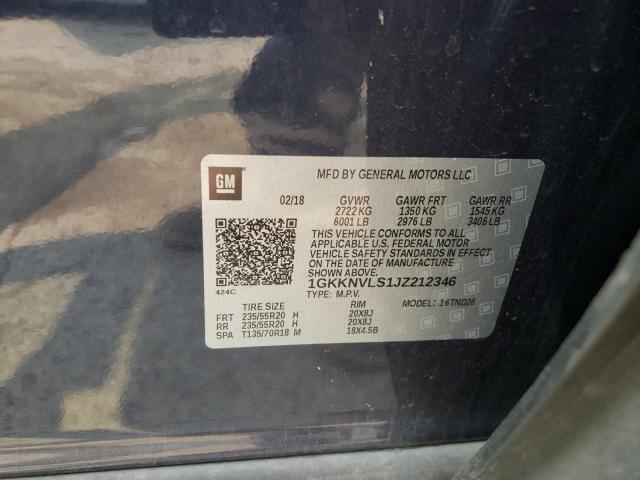 GM
MFD BY GENERAL MOTORS LLC
02/18 GVWR GAWR FRT GAWR RR
2722 KG 1350 KG 1545 KG
6001 LB 2976 LB 3406 LB
THIS VEHICLE CONFORMS TO ALL
APPLICABLE U.S. FEDERAL MOTOR
VEHICLE SAFETY STANDARDS IN EFFECT
ON THE DATE OF MANUFACTURE
SHOWN ABOVE.
424C 1GKKNVLS1JZ212346
TYPE: M.P.V. MODEL: 16TND26
TIRE SIZE RIM
FRT 235/55R20 H 20X8J
RR 235/55R20 H 20X8J
SPA T135/70R18 M 18X4.5B